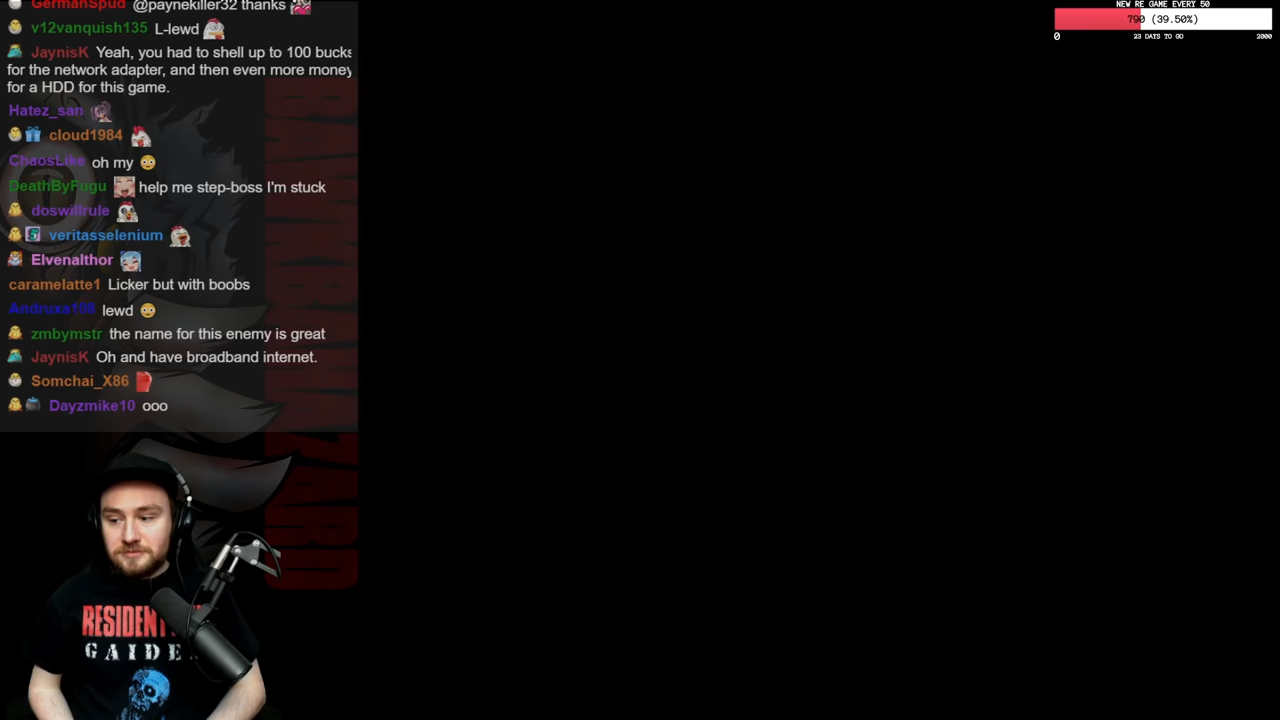 GermanSpud @paynekiller32 thanks
v12vanquish135 L-lewd
JaynisK Yeah, you had to shell up to 100 bucks
for the network adapter, and then even more money
for a HDD for this game.
Hatez_san
cloud1984
ChaosLike oh my
DeathByFugu help me step-boss I'm stuck
doswillrule
veritasselenium
Elvenalthor
caramelatte1 Licker but with boobs
lewd
zmbymstr the name for this enemy is great
JaynisK Oh and have broadband internet.
Somchai_X86
Dayzmike10 ooo
RESIDENT
GAIDE
NEW RE GAME EVERY 50
790 (39.50%)
0 23 DAYS TO GO 2000